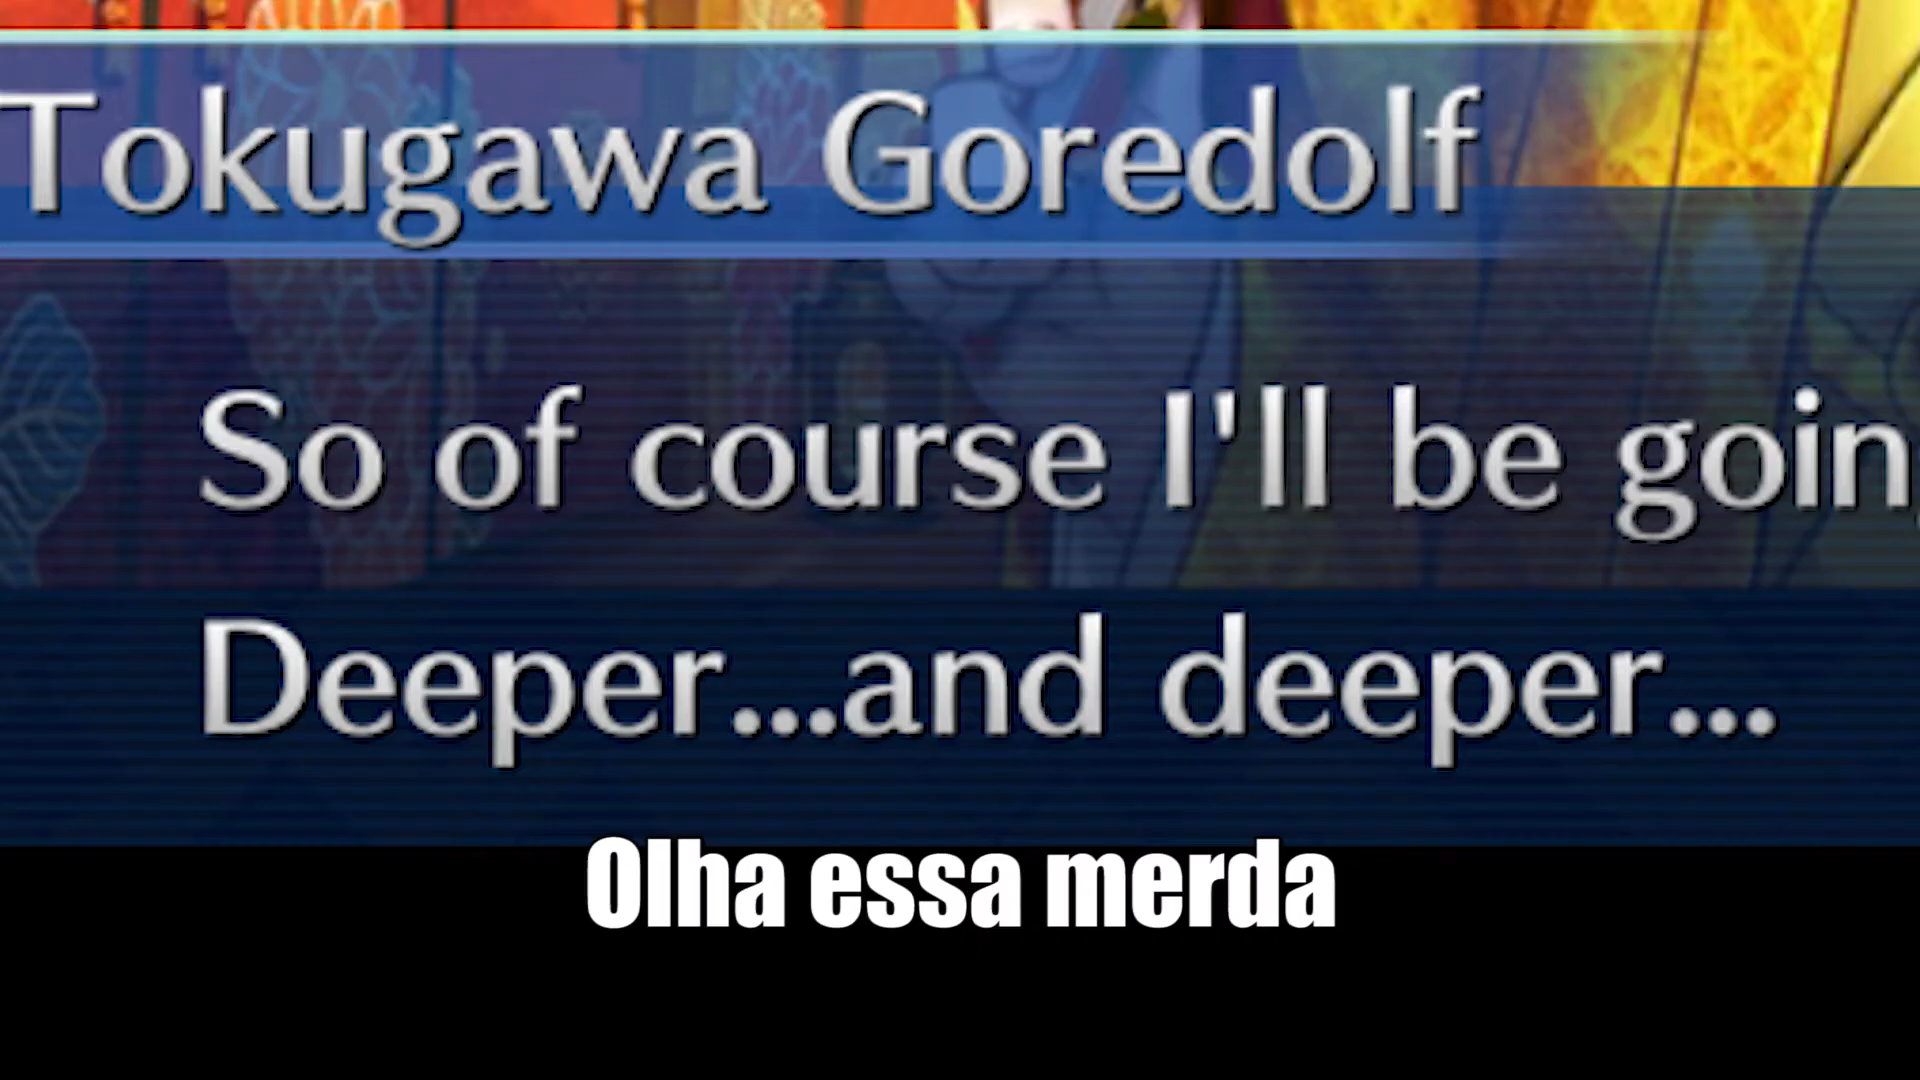 Tokugawa Goredolf
So of course I'll be goin
Deeper...and deeper...
Olha essa merda